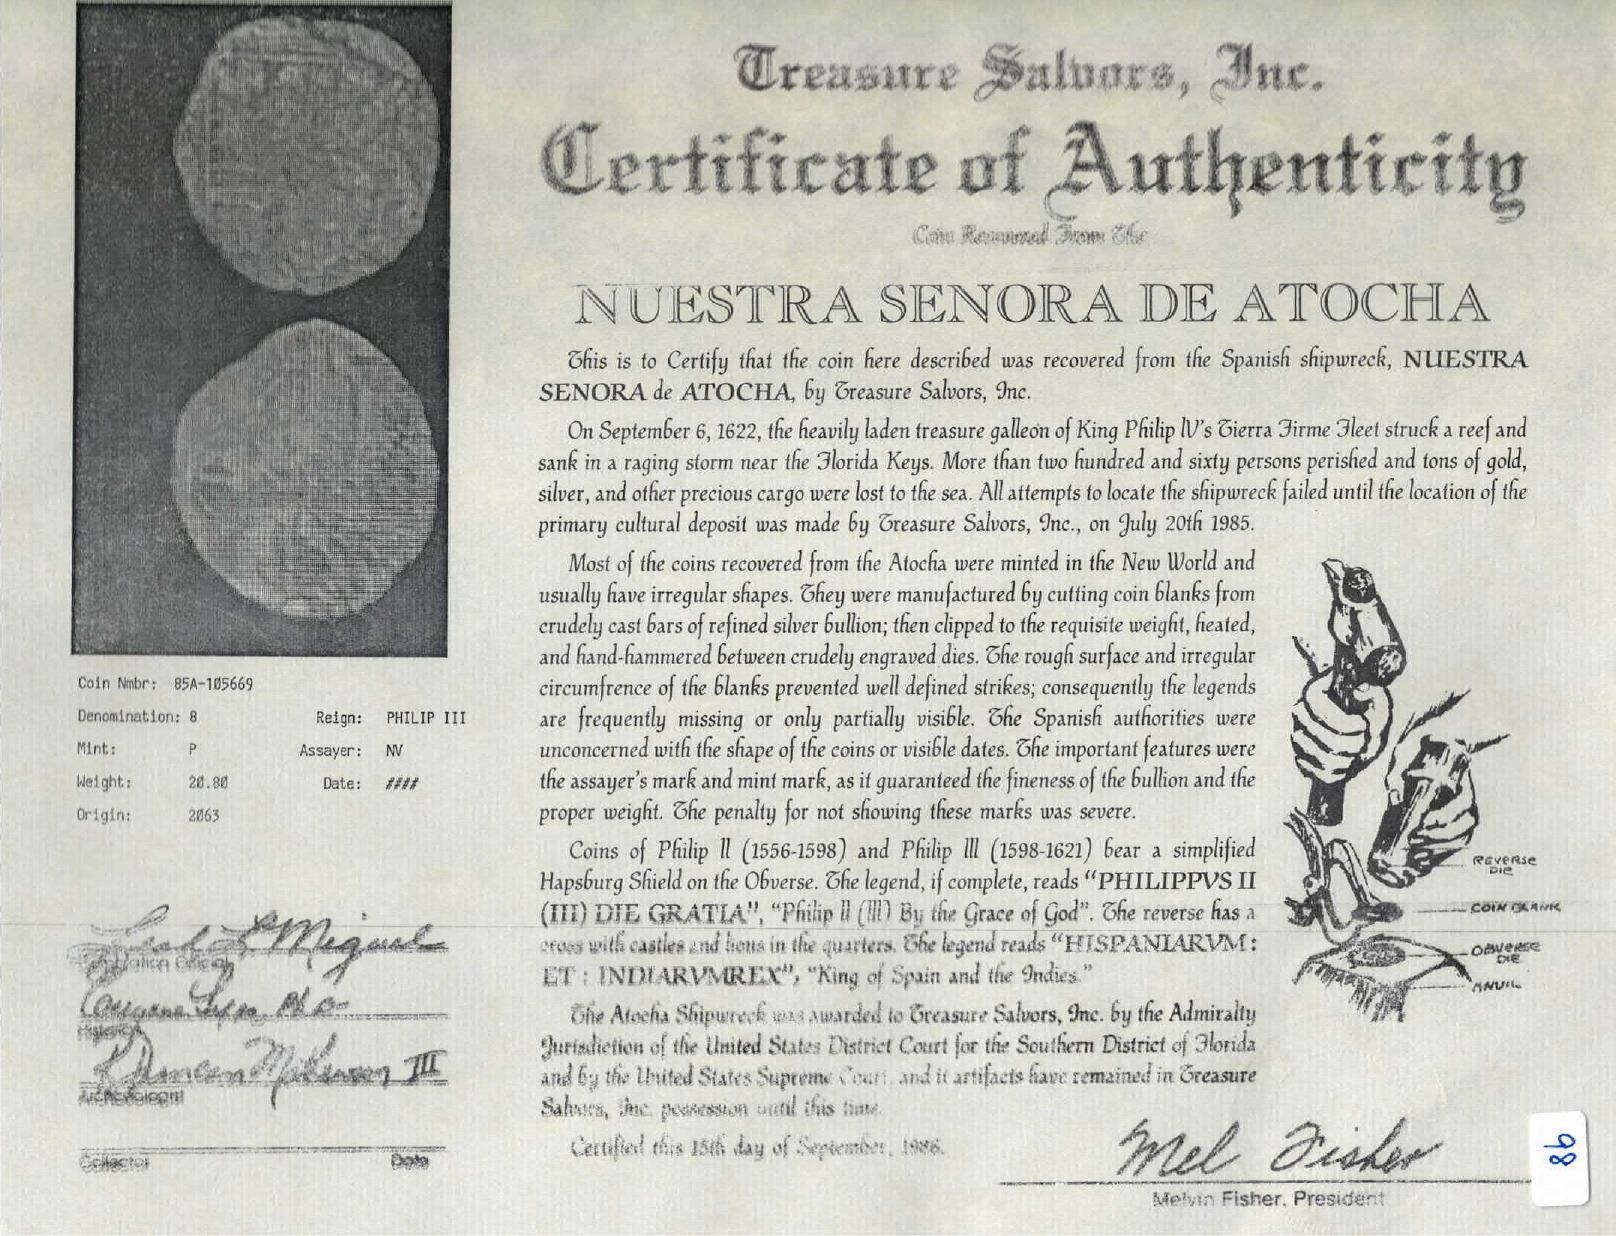 Treasure Salvors, Inc.
Certificate of Authenticity
Coin Recovered From The
NUESTRA SENORA DE ATOCHA
This is to Certify that the coin here described was recovered from the Spanish shipwreck, NUESTRA
SENORA de ATOCHA, by Treasure Salvors, Inc.
On September 6, 1622, the heavily laden treasure galleon of King Philip IV's Tierra Firme Fleet struck a reef and
sank in a raging storm near the Florida Keys. More than two hundred and sixty persons perished and tons of gold,
silver, and other precious cargo were lost to the sea. All attempts to locate the shipwreck failed until the location of the
primary cultural deposit was made by Treasure Salvors, Inc., on July 20th 1985.
Most of the coins recovered from the Atocha were minted in the New World and
usually have irregular shapes. They were manufactured by cutting coin blanks from
crudely cast bars of refined silver bullion; then clipped to the requisite weight, heated,
and hand-hammered between crudely engraved dies. The rough surface and irregular
circumfrence of the blanks prevented well defined strikes; consequently the legends
are frequently missing or only partially visible. The Spanish authorities were
unconcerned with the shape of the coins or visible dates. The important features were
the assayer's mark and mint mark, as it guaranteed the fineness of the bullion and the
proper weight. The penalty for not showing these marks was severe.
Coins of Philip II (1556-1598) and Philip III (1598-1621) bear a simplified
Hapsburg Shield on the Obverse. The legend, if complete, reads "PHILIPPVS II
(III) DIE GRATIA", "Philip II (III) By the Grace of God". The reverse has a
cross with castles and lions in the quarters. The legend reads "HISPANIARVM :
ET : INDIARVMREX", "King of Spain and the Indies."
The Atocha Shipwreck was awarded to Treasure Salvors, Inc. by the Admiralty
Jurisdiction of the United States District Court for the Southern District of Florida
and by the United States Supreme Court, and it artifacts have remained in Treasure
Salvors, Inc. possession until this time.
Certified this 15th day of September, 1986.
REVERSE
DIE
COIN BLANK
OBVERSE
DIE
ANVIL
Coin Nmbr: 85A-105669
Denomination: 8 Reign: PHILIP III
Mint: P Assayer: NV
Weight: 20.80 Date: ####
Origin: 2063
Miguel
Official
Eugene Lyon, PhD
R Duncan Mathewson III
Archeologist
Collector Date
Mel Fisher
Melvin Fisher, President
98